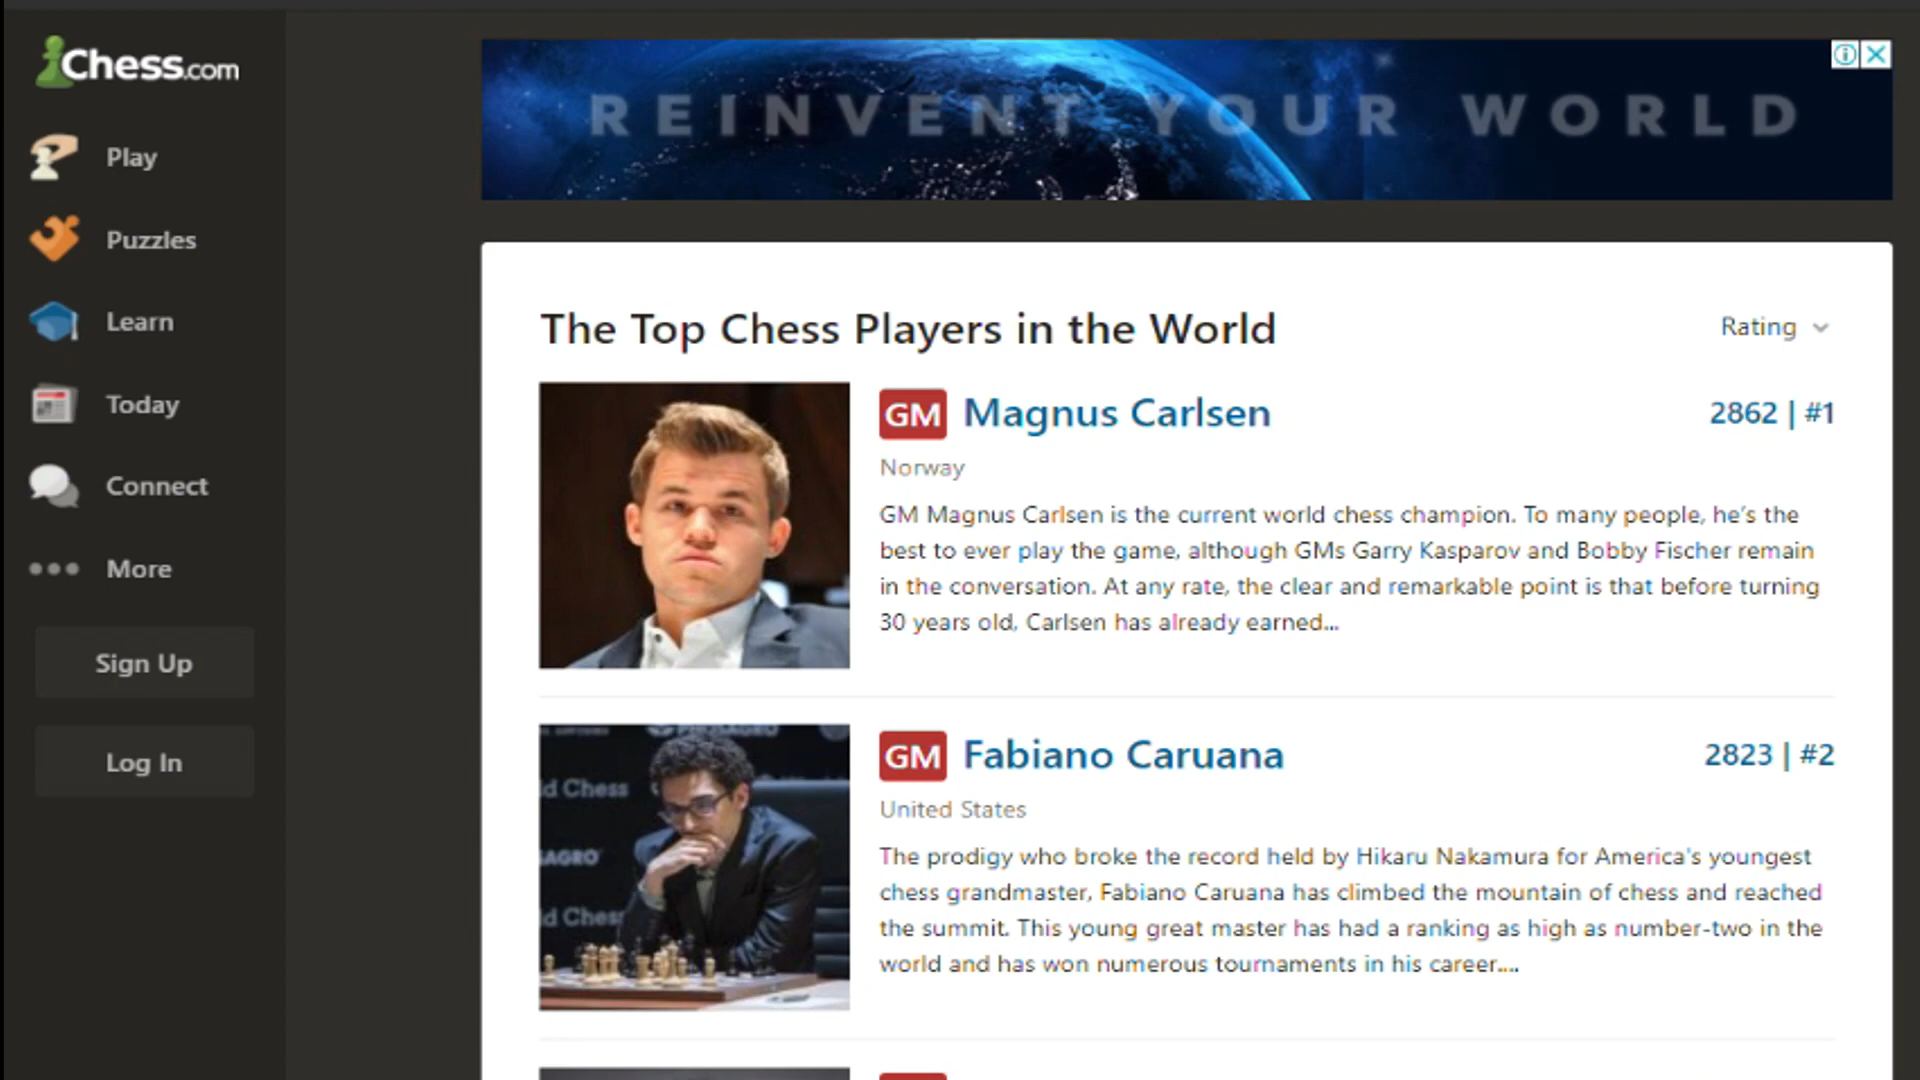 Chess.com
Play
Puzzles
Learn
Today
Connect
More
Sign Up
Log In
REINVENT YOUR WORLD
The Top Chess Players in the World
Rating
GM Magnus Carlsen
2862 | #1
Norway
GM Magnus Carlsen is the current world chess champion. To many people, he’s the
best to ever play the game, although GMs Garry Kasparov and Bobby Fischer remain
in the conversation. At any rate, the clear and remarkable point is that before turning
30 years old, Carlsen has already earned...
d Chess
AGRO
d Chess
GM Fabiano Caruana
2823 | #2
United States
The prodigy who broke the record held by Hikaru Nakamura for America's youngest
chess grandmaster, Fabiano Caruana has climbed the mountain of chess and reached
the summit. This young great master has had a ranking as high as number-two in the
world and has won numerous tournaments in his career....